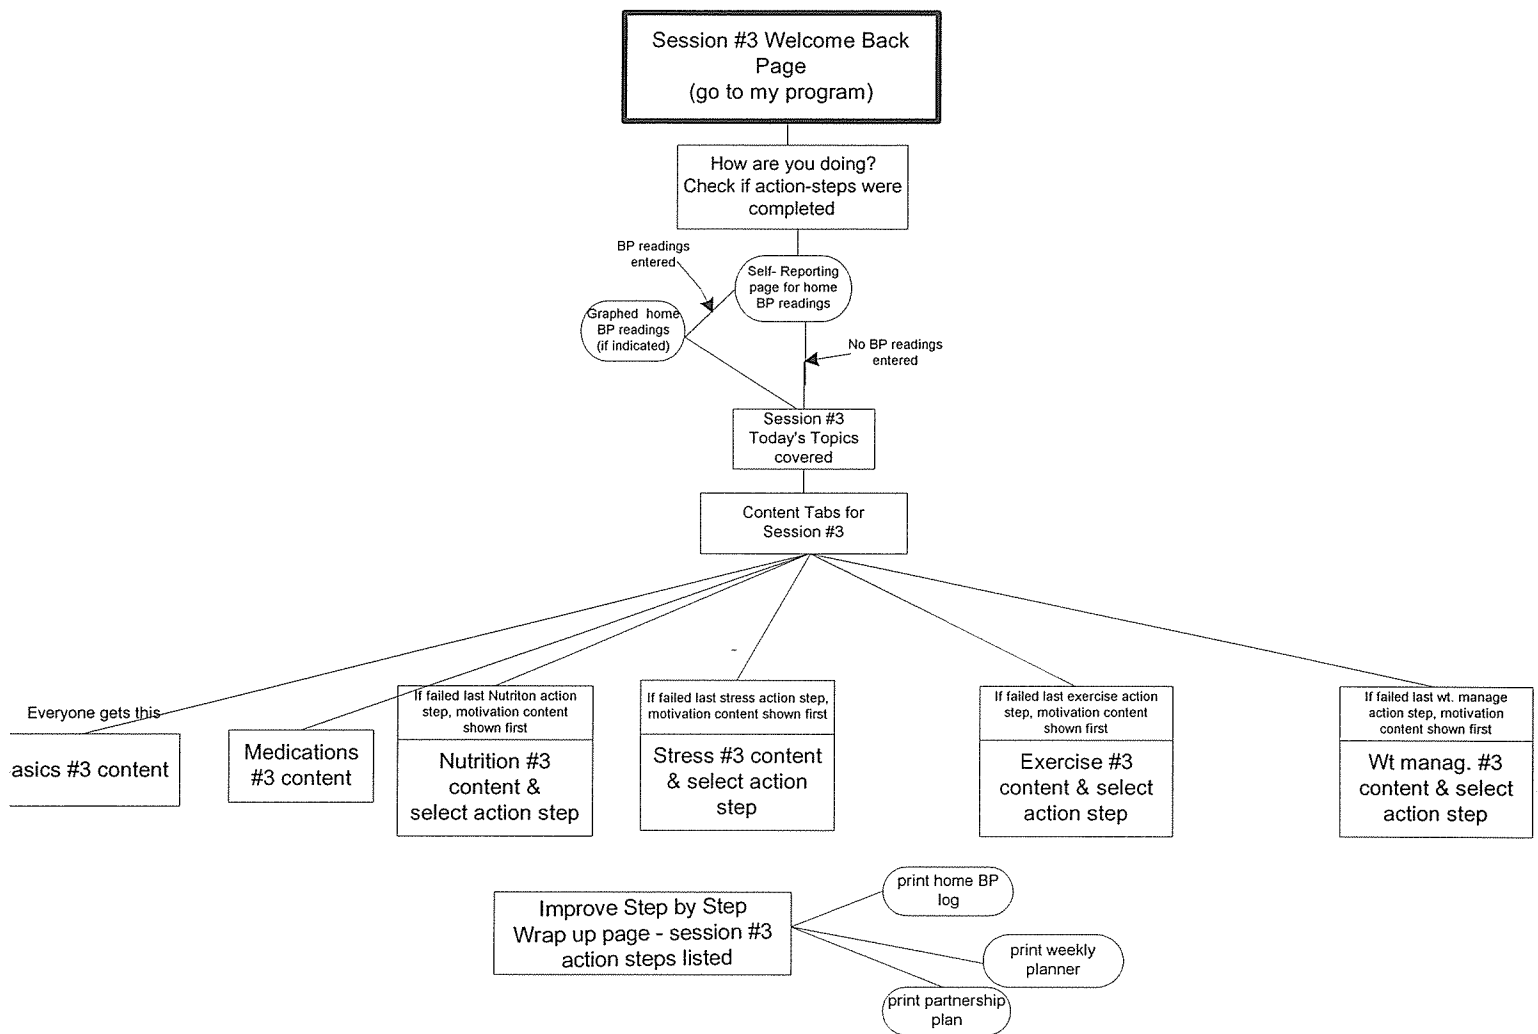 Session #3 Welcome Back
Page
(go to my program)
How are you doing?
Check if action-steps were
completed
BP readings
entered
Self- Reporting
page for home
BP readings
Graphed home
BP readings
(if indicated)
No BP readings
entered
Session #3
Today's Topics
covered
Content Tabs for
Session #3
Everyone gets this
asics #3 content
Medications
#3 content
If failed last Nutriton action
step, motivation content
shown first
Nutrition #3
content &
select action step
If failed last stress action step,
motivation content shown first
Stress #3 content
& select action
step
If failed last exercise action
step, motivation content
shown first
Exercise #3
content & select
action step
If failed last wt. manage
action step, motivation
content shown first
Wt manag. #3
content & select
action step
Improve Step by Step
Wrap up page - session #3
action steps listed
print home BP
log
print weekly
planner
print partnership
plan